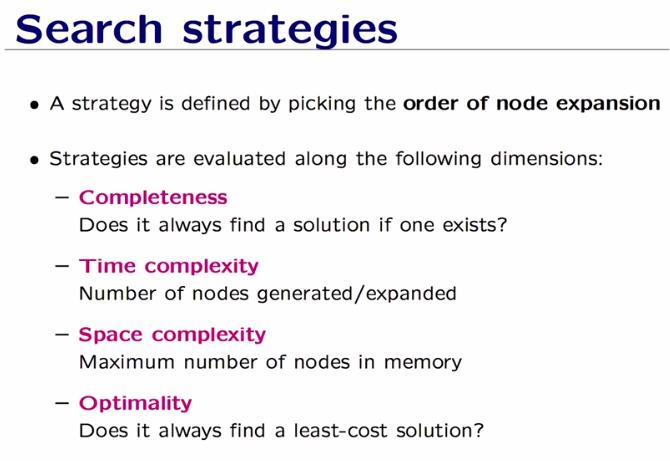 Search strategies
• A strategy is defined by picking the order of node expansion
• Strategies are evaluated along the following dimensions:
– Completeness
Does it always find a solution if one exists?
– Time complexity
Number of nodes generated/expanded
– Space complexity
Maximum number of nodes in memory
– Optimality
Does it always find a least-cost solution?